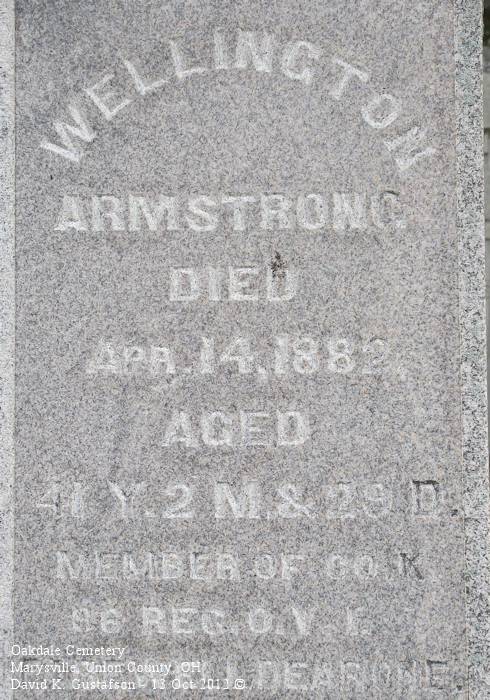 WELLINGTON
ARMSTRONG
DIED
APR. 14, 1882,
AGED
41 Y. 2 M. & 29 D.
MEMBER OF CO. K
96 REG. O. V. I.
Oakdale Cemetery
Marysville, Union County, OH
David K. Gustafson - 13 Oct 2012 ©